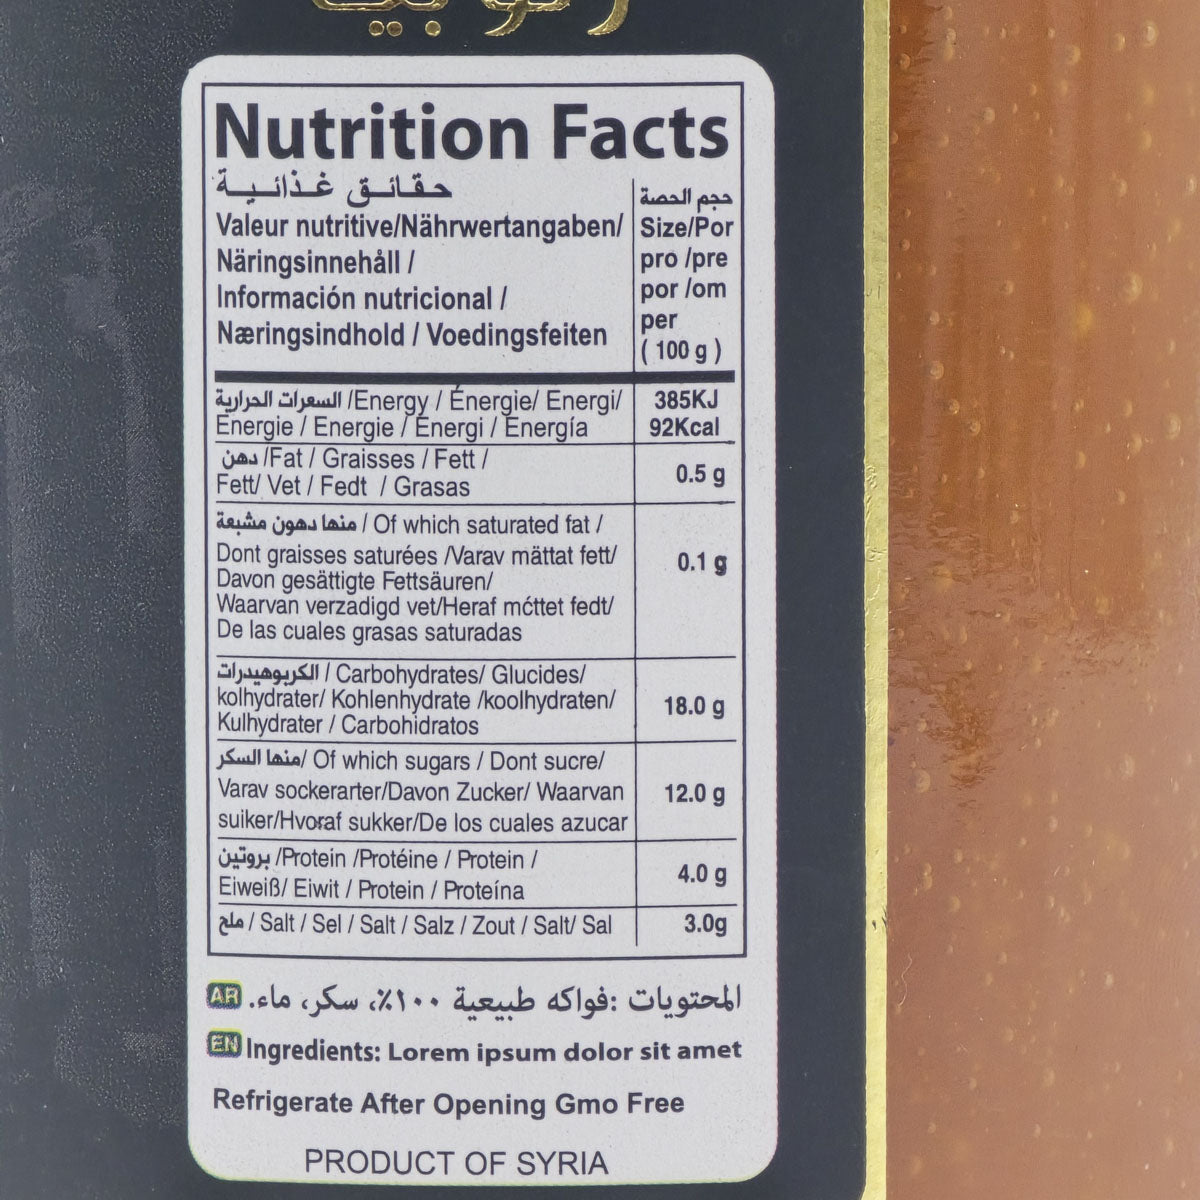 Nutrition Facts
حقائق غذائية
Valeur nutritive/Nährwertangaben/
Näringsinnehåll /
Información nutricional /
Næringsindhold / Voedingsfeiten
حجم الحصة
Size/Por
pro /pre
por /om
per
( 100 g )
السعرات الحرارية /Energy / Énergie/ Energi/
Energie / Energie / Energi / Energía
385KJ
92Kcal
دهن /Fat / Graisses / Fett /
Fett/ Vet / Fedt / Grasas
0.5 g
منها دهون مشبعة / Of which saturated fat /
Dont graisses saturées /Varav mättat fett/
Davon gesättigte Fettsäuren/
Waarvan verzadigd vet/Heraf mćttet fedt/
De las cuales grasas saturadas
0.1 g
الكربوهيدرات / Carbohydrates/ Glucides/
kolhydrater/ Kohlenhydrate /koolhydraten/
Kulhydrater / Carbohidratos
18.0 g
منها السكر/ Of which sugars / Dont sucre/
Varav sockerarter/Davon Zucker/ Waarvan
suiker/Hvoraf sukker/De los cuales azucar
12.0 g
بروتين /Protein /Protéine / Protein /
Eiweiß/ Eiwit / Protein / Proteína
4.0 g
ملح / Salt / Sel / Salt / Salz / Zout / Salt/ Sal
3.0g
AR المحتويات :فواكه طبيعية ١٠٠٪، سكر، ماء.
EN Ingredients: Lorem ipsum dolor sit amet
Refrigerate After Opening Gmo Free
PRODUCT OF SYRIA